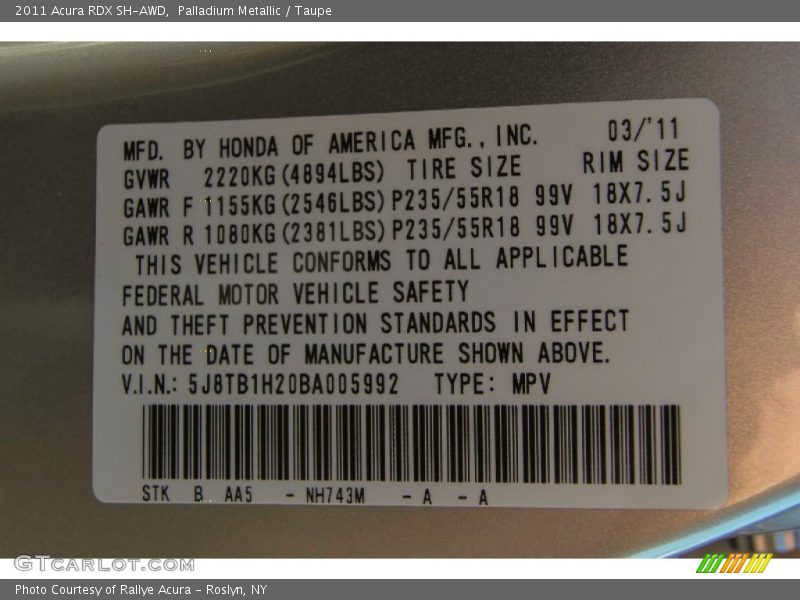 2011 Acura RDX SH-AWD, Palladium Metallic / Taupe
MFD. BY HONDA OF AMERICA MFG., INC. 03/'11
GVWR 2220KG(4894LBS) TIRE SIZE RIM SIZE
GAWR F 1155KG(2546LBS) P235/55R18 99V 18X7.5J
GAWR R 1080KG(2381LBS) P235/55R18 99V 18X7.5J
THIS VEHICLE CONFORMS TO ALL APPLICABLE
FEDERAL MOTOR VEHICLE SAFETY
AND THEFT PREVENTION STANDARDS IN EFFECT
ON THE DATE OF MANUFACTURE SHOWN ABOVE.
V.I.N.: 5J8TB1H20BA005992 TYPE: MPV
STK B AA5 - NH743M - A - A
GTCARLOT.COM
Photo Courtesy of Rallye Acura - Roslyn, NY